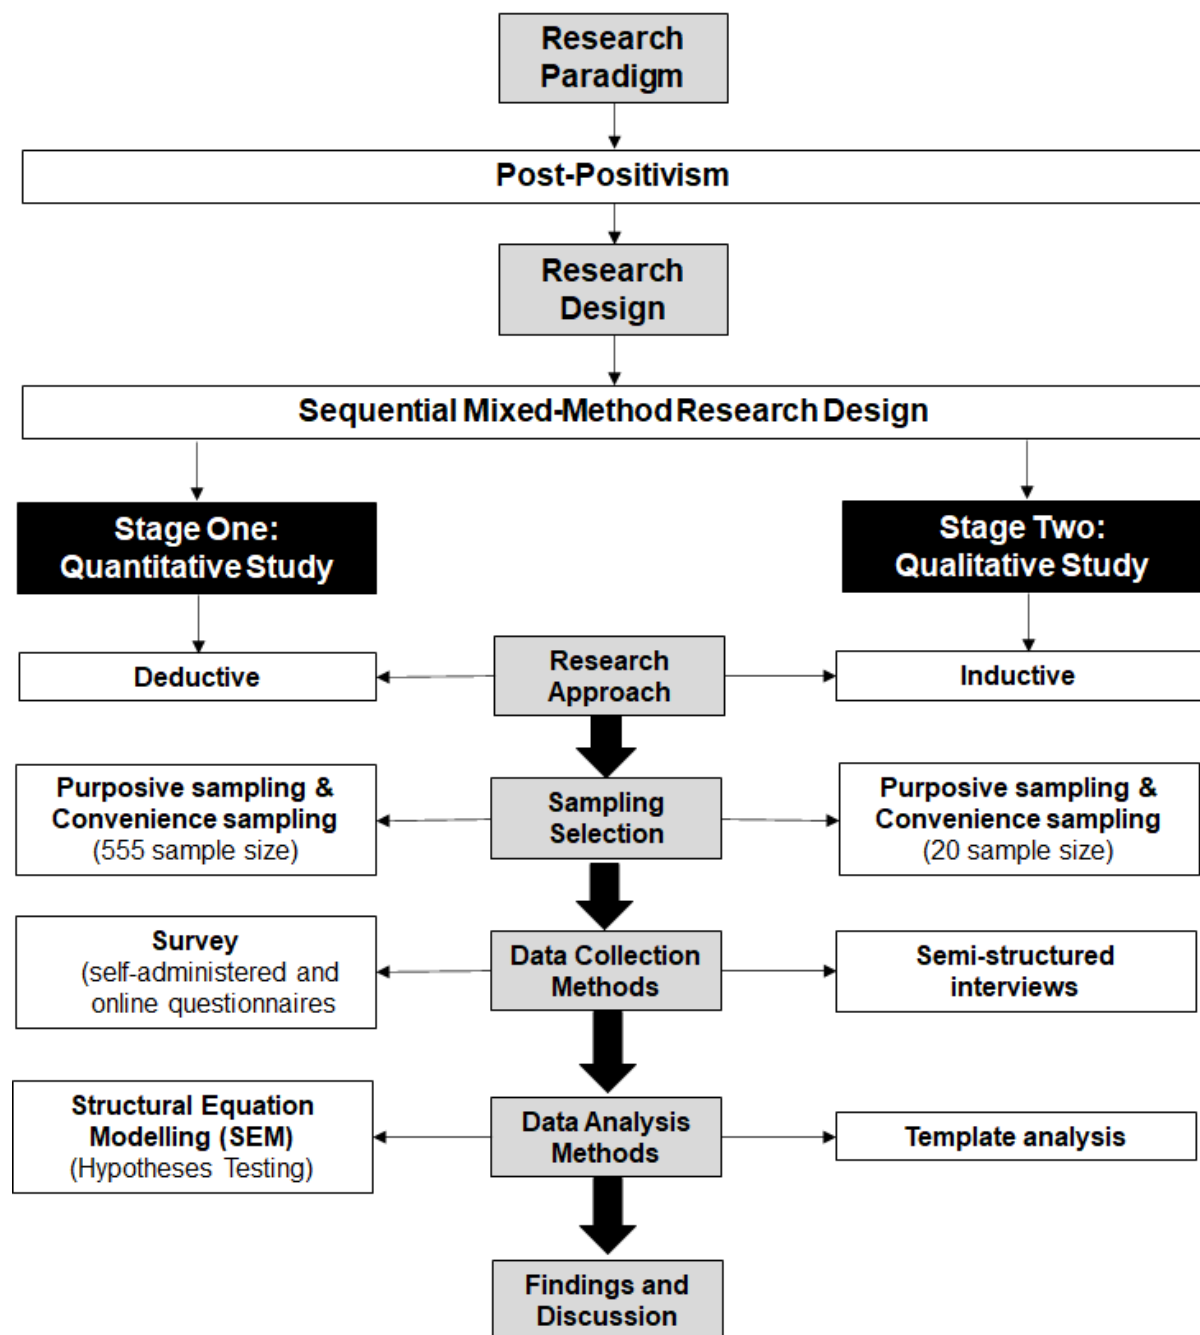 Research
Paradigm
Post-Positivism
Research
Design
Sequential Mixed-Method Research Design
Stage One:
Quantitative Study
Stage Two:
Qualitative Study
Deductive
Research
Approach
Inductive
Purposive sampling &
Convenience sampling
(555 sample size)
Sampling
Selection
Purposive sampling &
Convenience sampling
(20 sample size)
Survey
(self-administered and
online questionnaires
Data Collection
Methods
Semi-structured
interviews
Structural Equation
Modelling (SEM)
(Hypotheses Testing)
Data Analysis
Methods
Template analysis
Findings and
Discussion